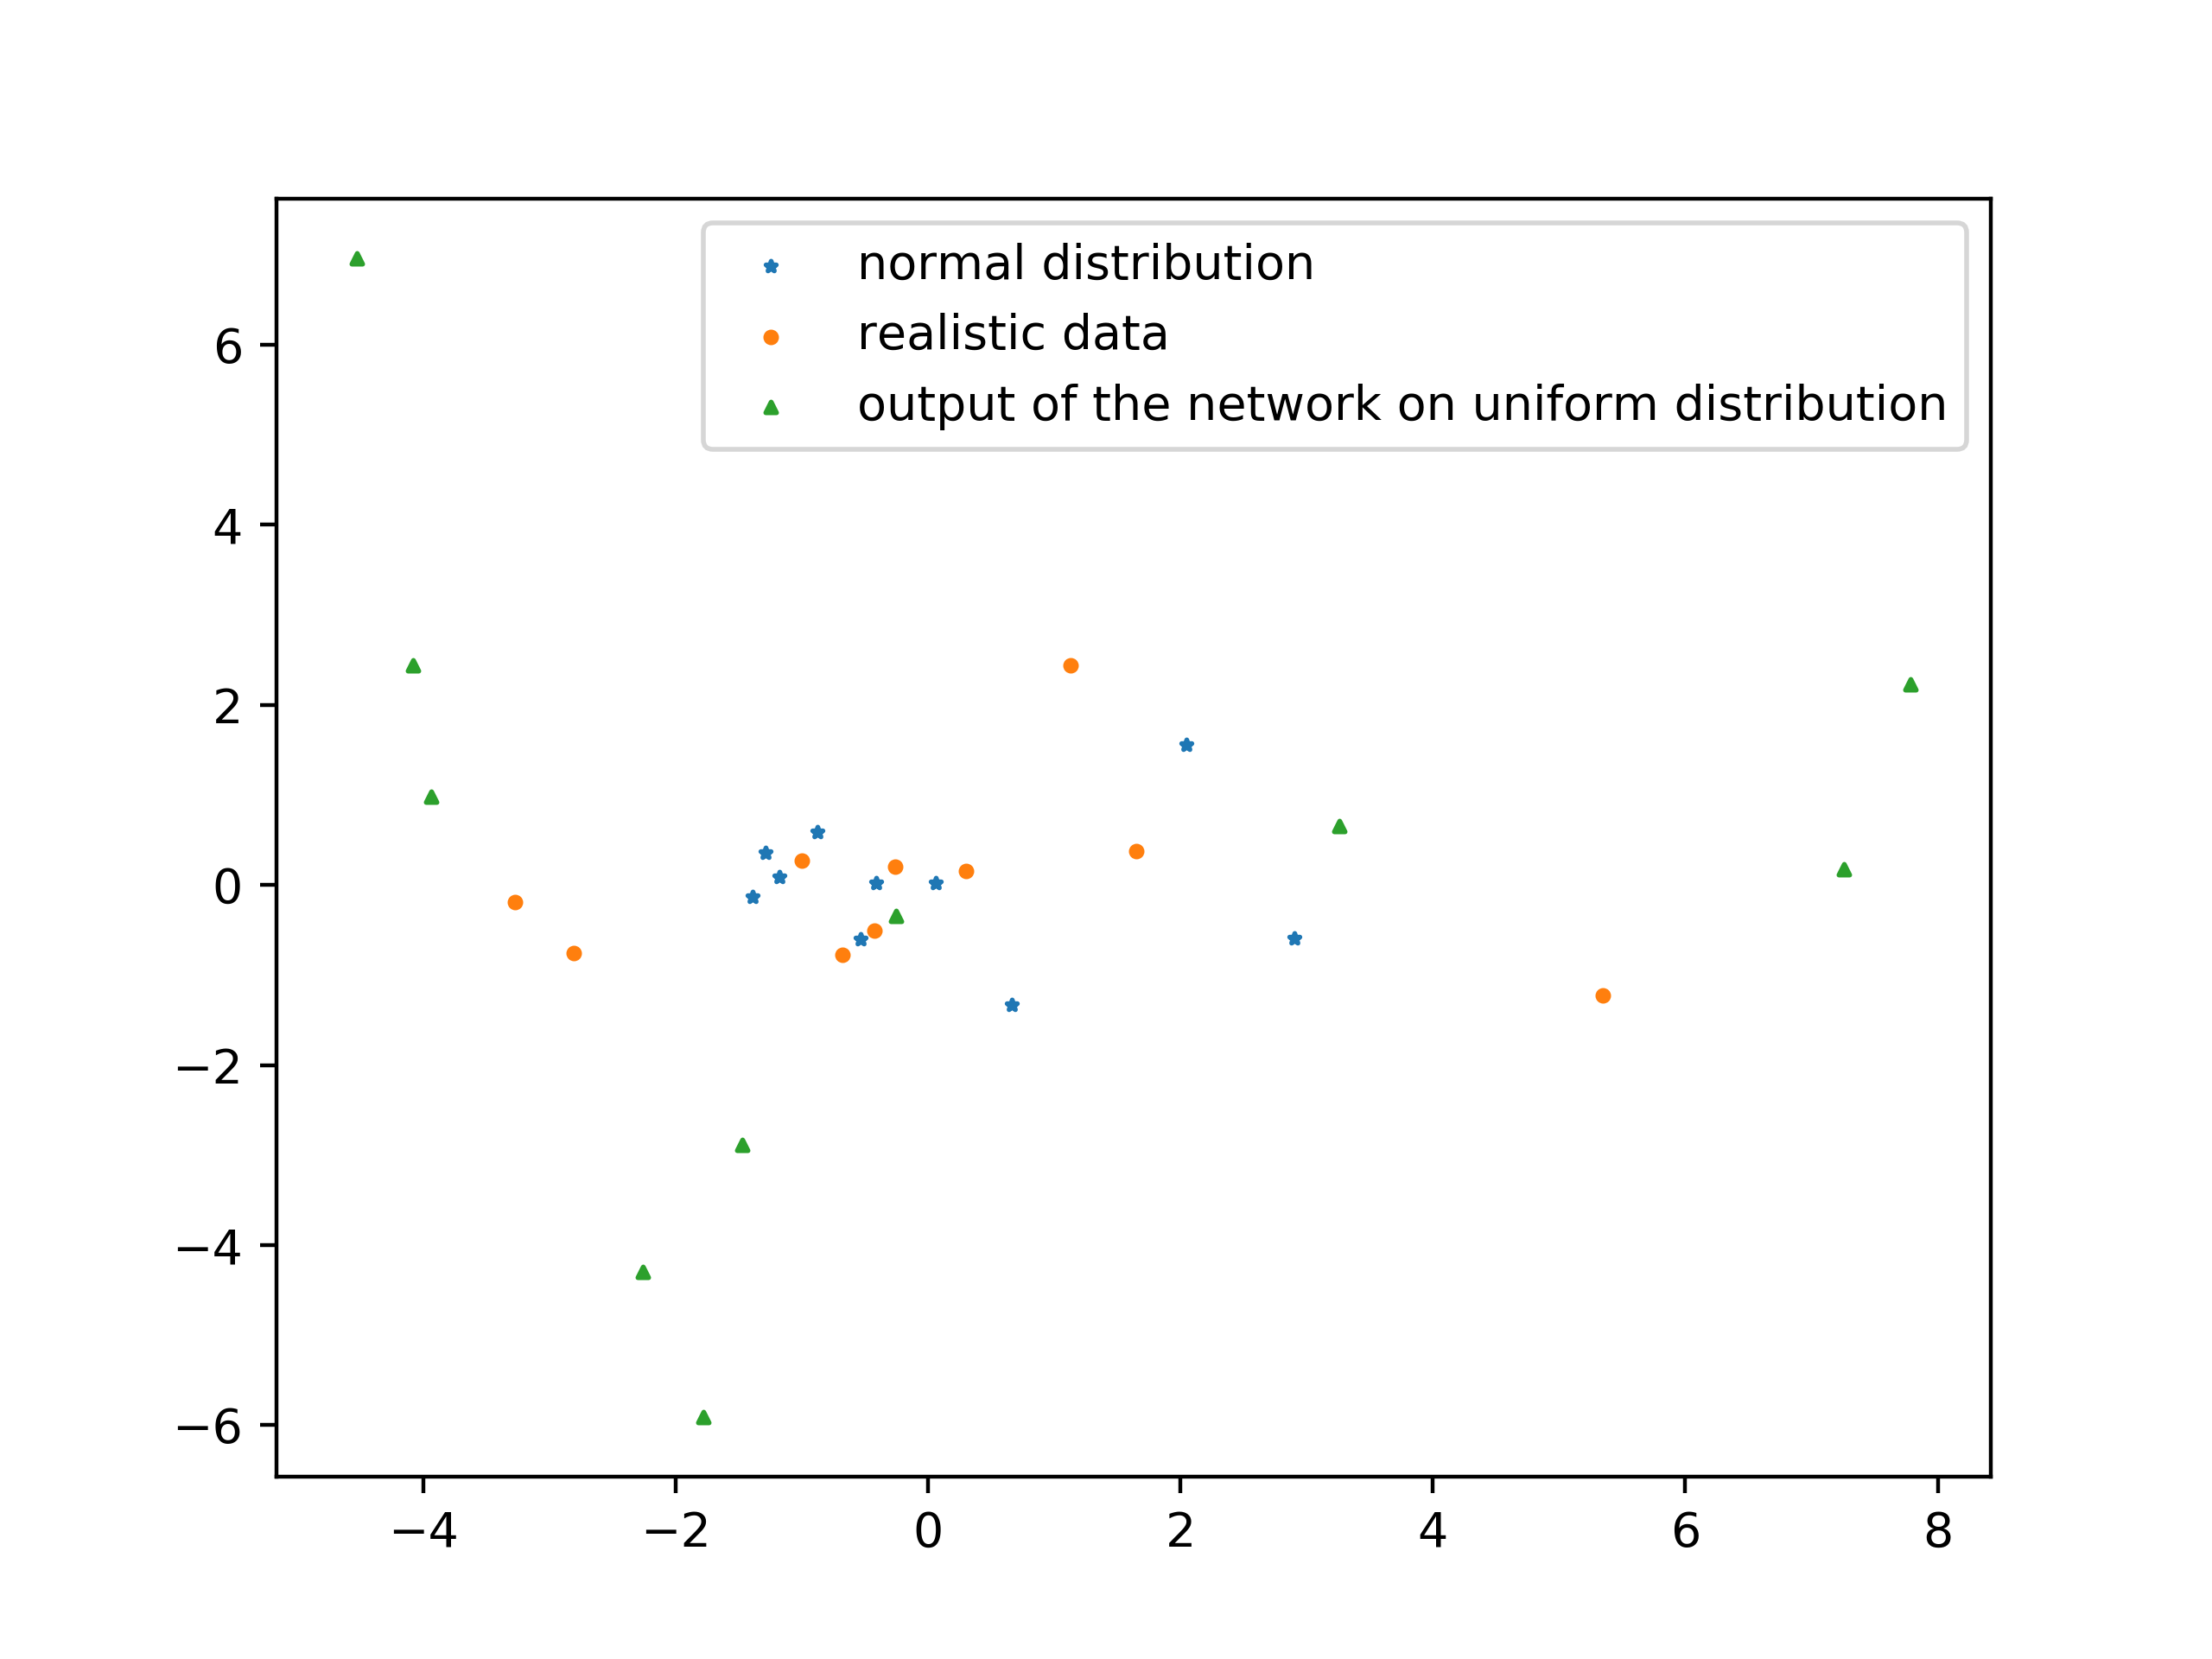 normal distribution
realistic data
output of the network on uniform distribution
6
4
2
0
−2
−4
−6
−4 −2 0 2 4 6 8